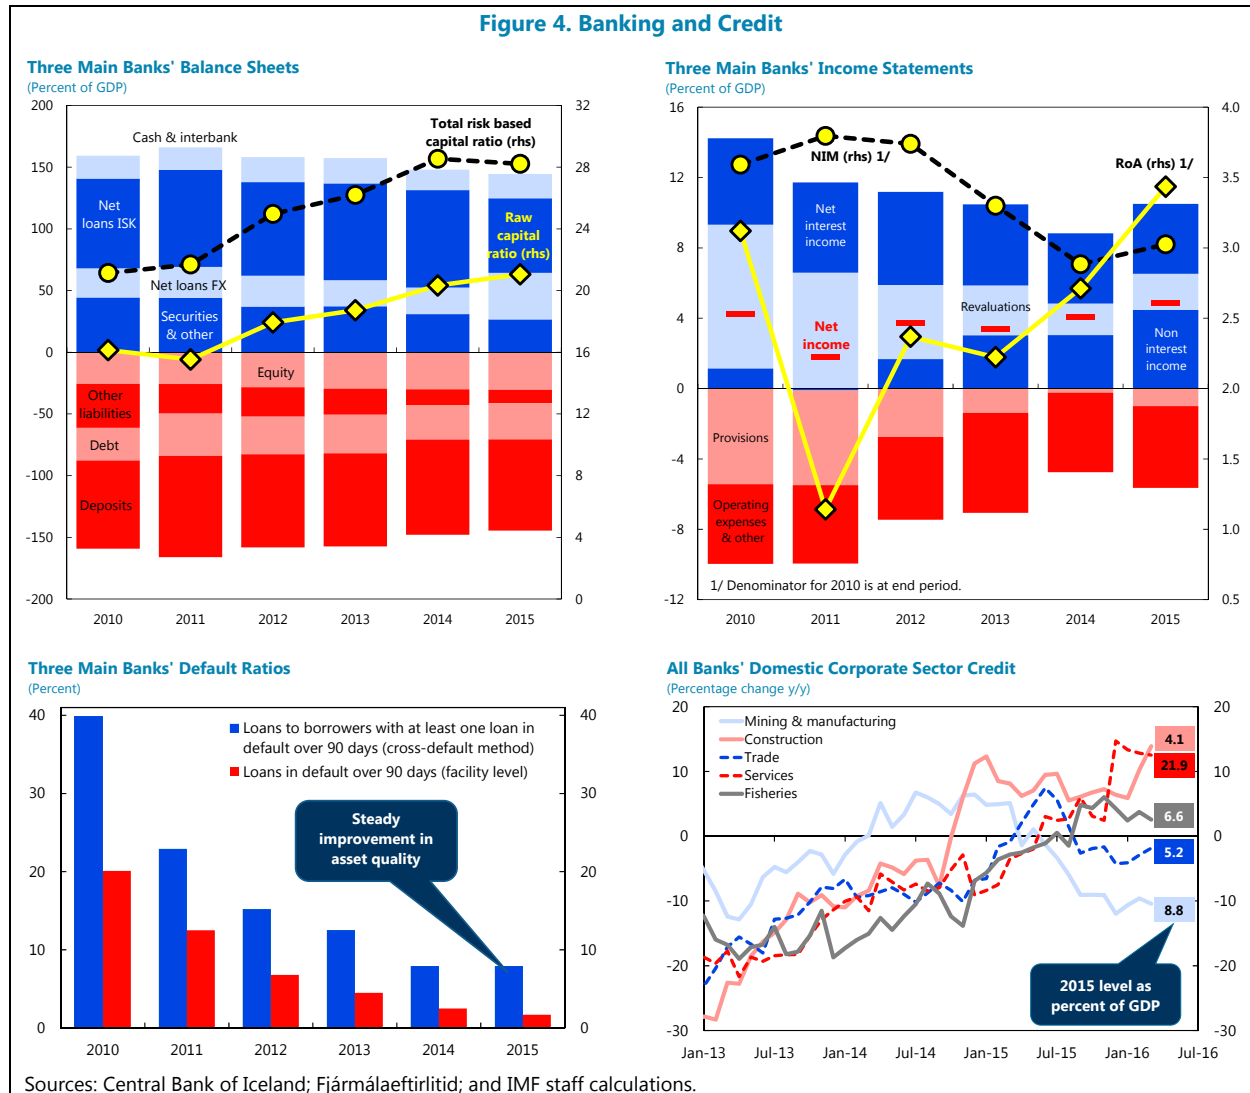 Figure 4. Banking and Credit
Three Main Banks' Balance Sheets
(Percent of GDP)
200
150
100
50
0
-50
-100
-150
-200
32
28
24
20
16
12
8
4
0
Cash & interbank
Total risk based
capital ratio (rhs)
Net
loans ISK
Raw
capital
ratio (rhs)
Net loans FX
Securities
& other
Equity
Other
liabilities
Debt
Deposits
2010
2011
2012
2013
2014
2015
Three Main Banks' Income Statements
(Percent of GDP)
16
12
8
4
0
-4
-8
-12
4.0
3.5
3.0
2.5
2.0
1.5
1.0
0.5
NIM (rhs) 1/
RoA (rhs) 1/
Net
interest
income
Revaluations
Net
income
Non
interest
income
Provisions
Operating
expenses
& other
1/ Denominator for 2010 is at end period.
2010
2011
2012
2013
2014
2015
Three Main Banks' Default Ratios
(Percent)
40
30
20
10
0
40
30
20
10
0
Loans to borrowers with at least one loan in
default over 90 days (cross-default method)
Loans in default over 90 days (facility level)
Steady
improvement in
asset quality
2010
2011
2012
2013
2014
2015
All Banks' Domestic Corporate Sector Credit
(Percentage change y/y)
20
10
0
-10
-20
-30
20
10
0
-10
-20
-30
Mining & manufacturing
Construction
Trade
Services
Fisheries
4.1
21.9
6.6
5.2
8.8
2015 level as
percent of GDP
Jan-13
Jul-13
Jan-14
Jul-14
Jan-15
Jul-15
Jan-16
Jul-16
Sources: Central Bank of Iceland; Fjármálaeftirlitid; and IMF staff calculations.